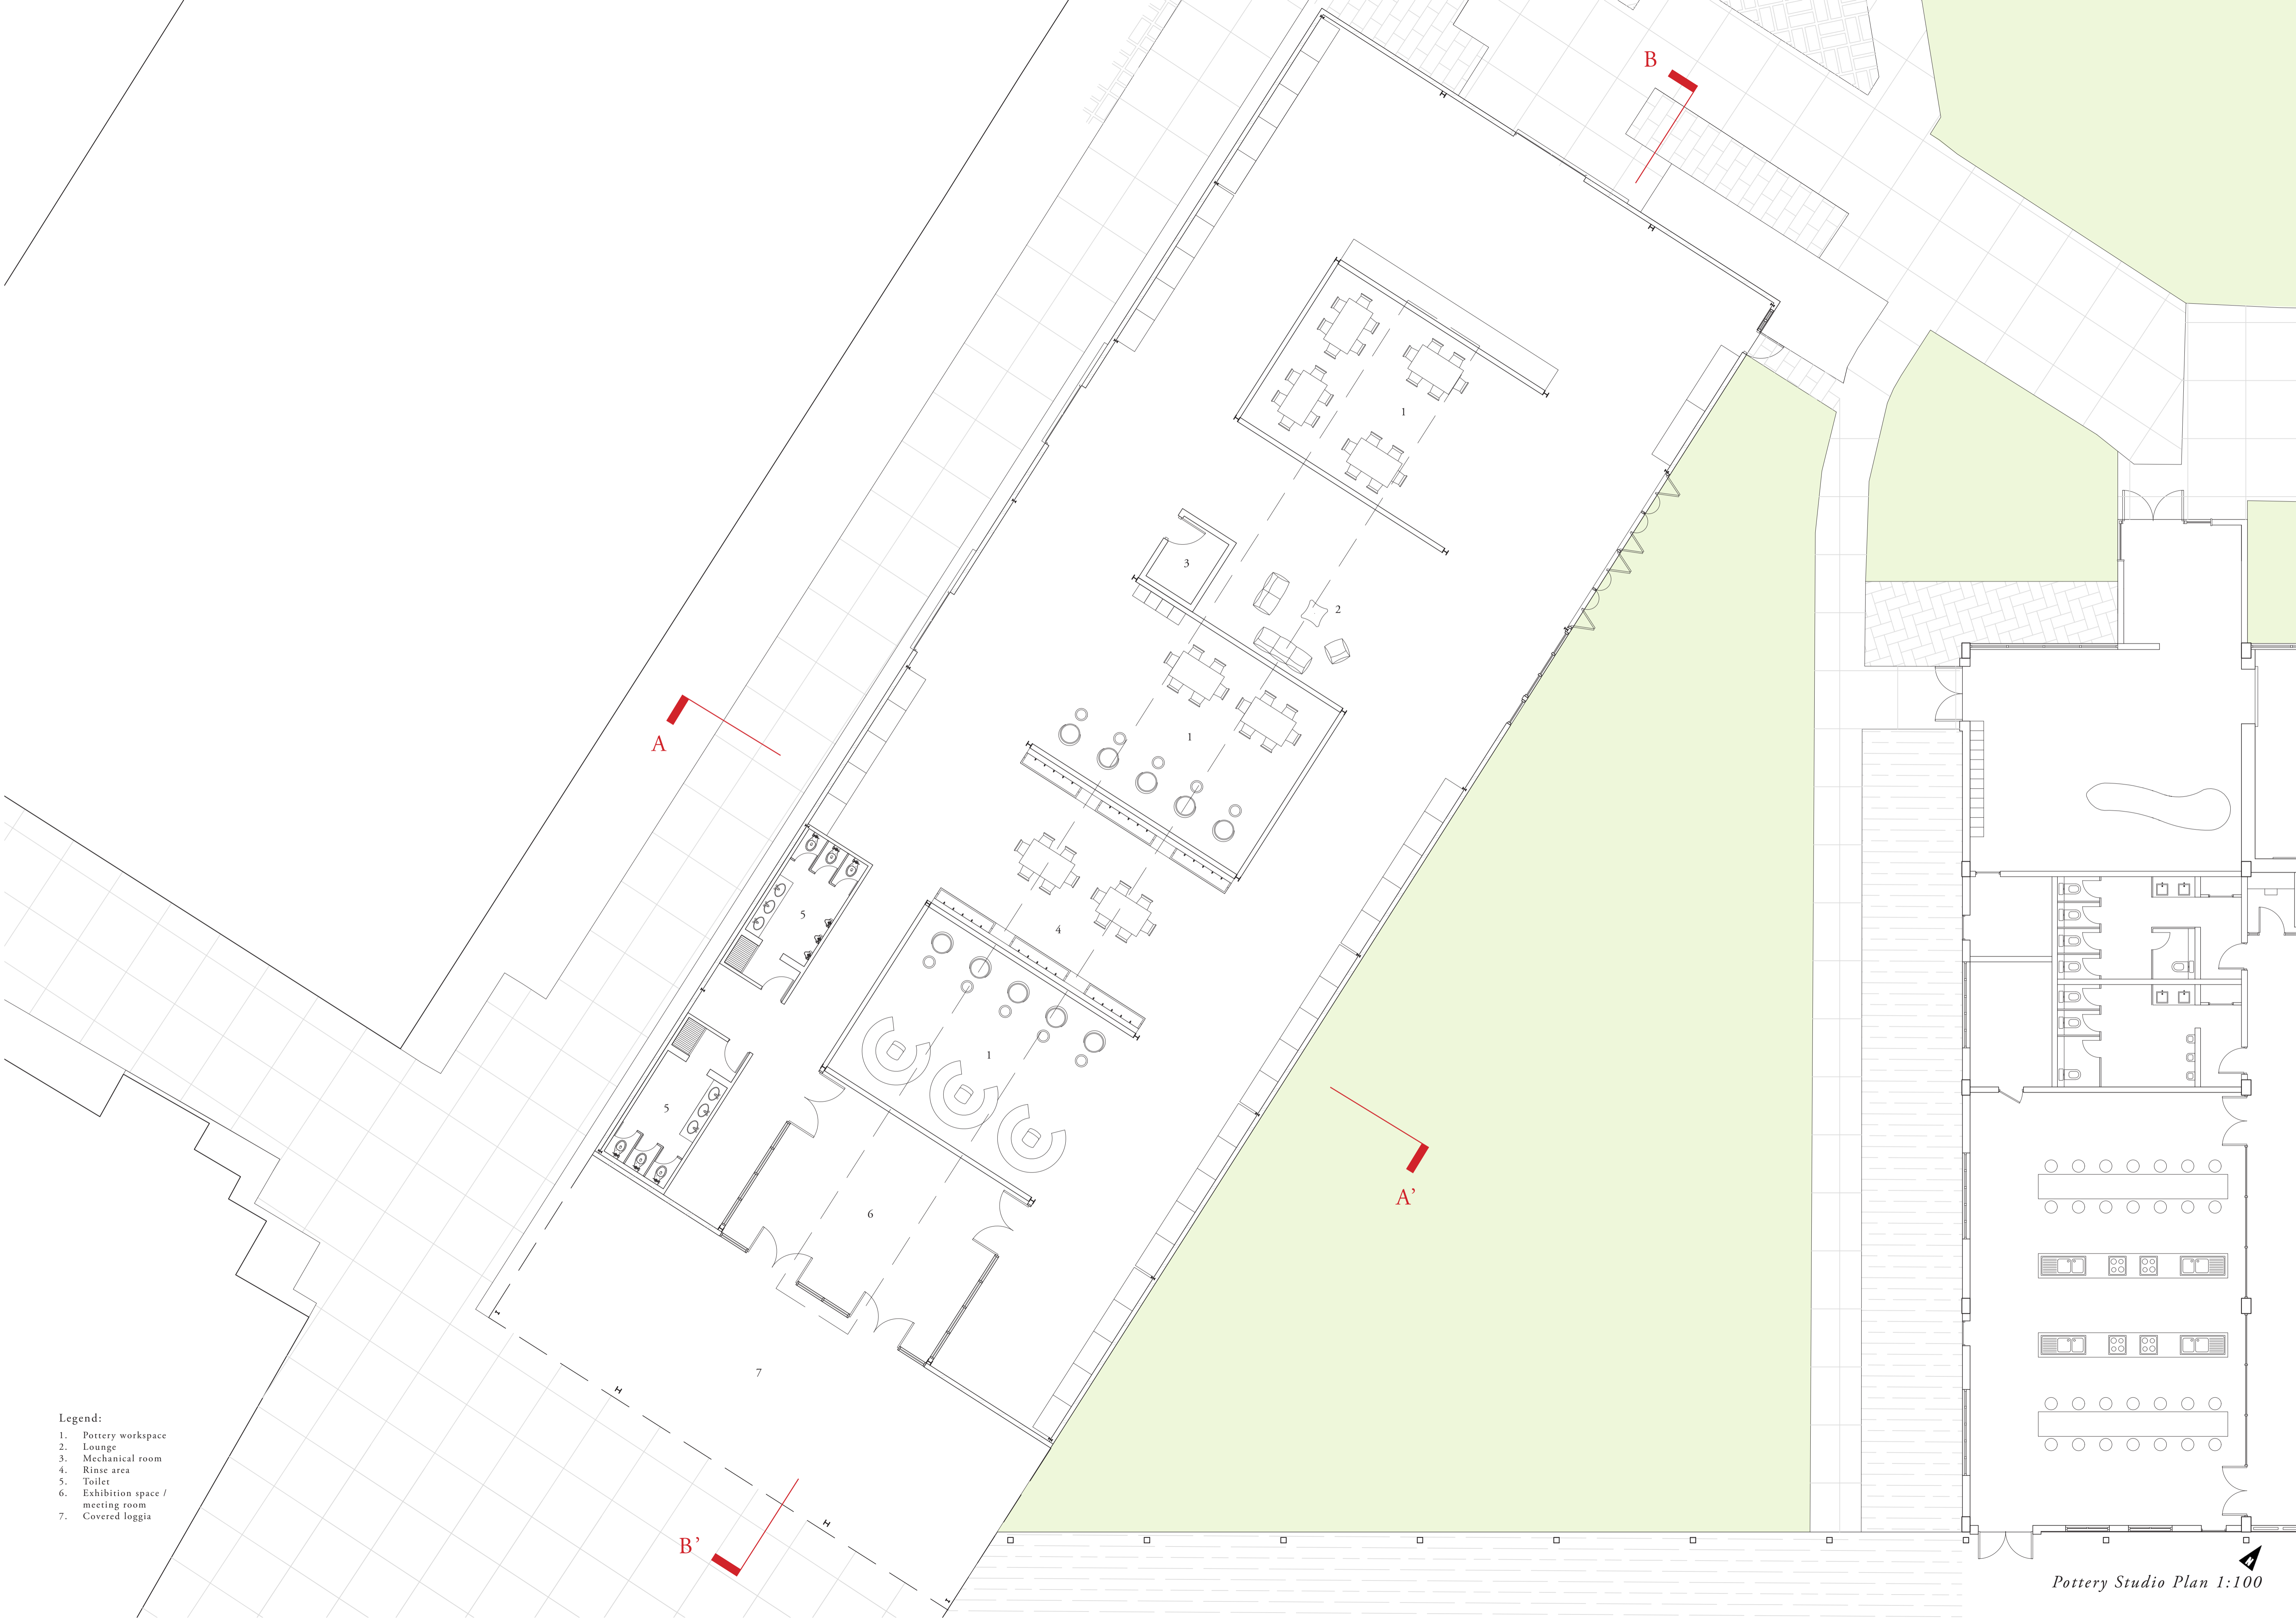 B
1
3
2
A
1
5
4
1
5
A’
6
7
Legend:
1. Pottery workspace
2. Lounge
3. Mechanical room
4. Rinse area
5. Toilet
6. Exhibition space /
meeting room
7. Covered loggia
B’
N
Pottery Studio Plan 1:100